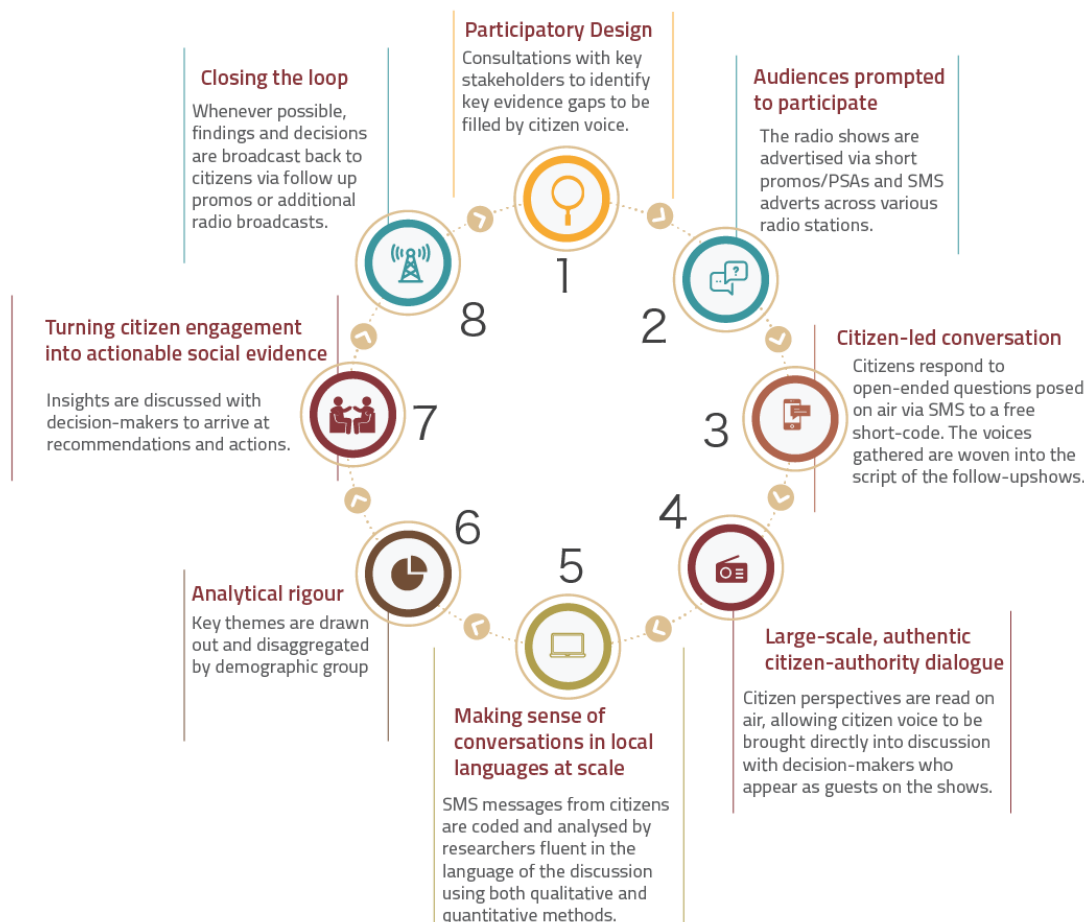 Participatory Design
Consultations with key
stakeholders to identify
key evidence gaps to be
filled by citizen voice.
1
Audiences prompted
to participate
The radio shows are
advertised via short
promos/PSAs and SMS
adverts across various
radio stations.
?
2
Citizen-led conversation
Citizens respond to
open-ended questions posed
on air via SMS to a free
short-code. The voices
gathered are woven into the
script of the follow-upshows.
3
4
Large-scale, authentic
citizen-authority dialogue
Citizen perspectives are read on
air, allowing citizen voice to be
brought directly into discussion
with decision-makers who
appear as guests on the shows.
5
Making sense of
conversations in local
languages at scale
SMS messages from citizens
are coded and analysed by
researchers fluent in the
language of the discussion
using both qualitative and
quantitative methods.
6
Analytical rigour
Key themes are drawn
out and disaggregated
by demographic group
Turning citizen engagement
into actionable social evidence
Insights are discussed with
decision-makers to arrive at
recommendations and actions.
7
Closing the loop
Whenever possible,
findings and decisions
are broadcast back to
citizens via follow up
promos or additional
radio broadcasts.
8